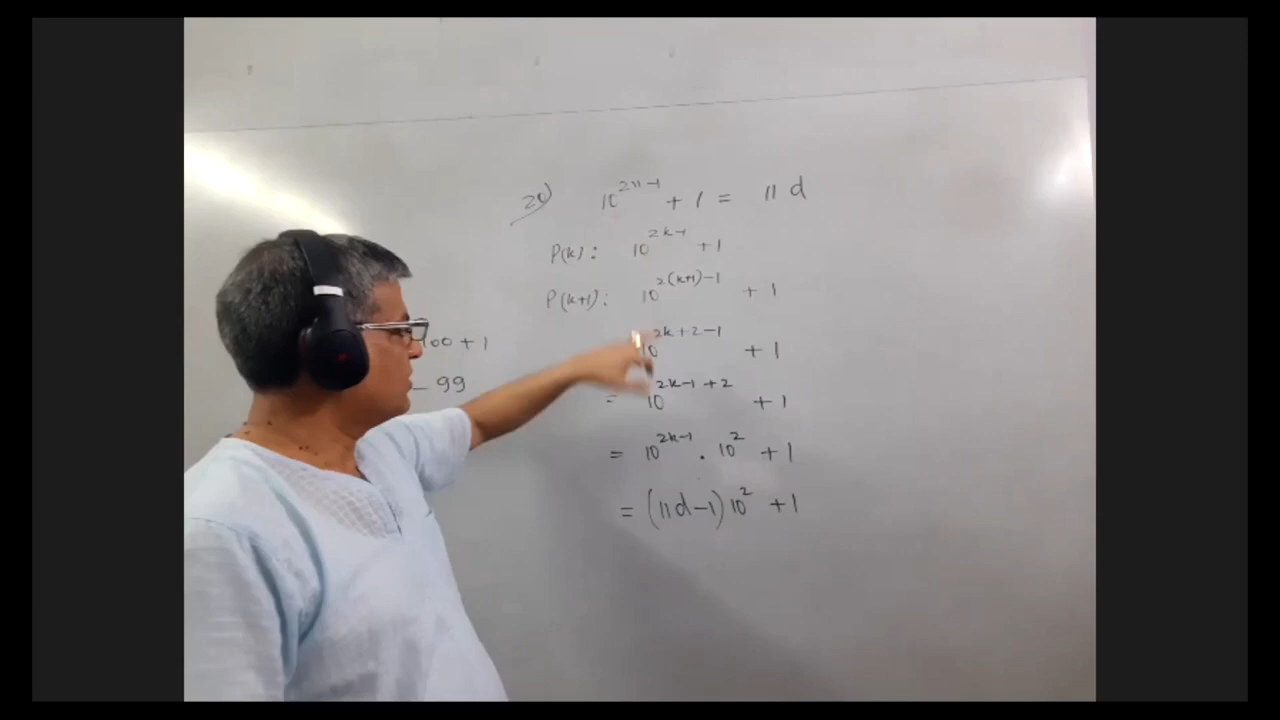 20) 10^{2n-1} + 1 = 11 d
P(k) : 10^{2k-1} + 1
P(k+1) : 10^{2(k+1)-1} + 1
10^{2k+2-1} + 1
= 10^{2k-1+2} + 1
= 10^{2k-1} . 10^2 + 1
= (11d-1) 10^2 + 1
100 + 1
- 99